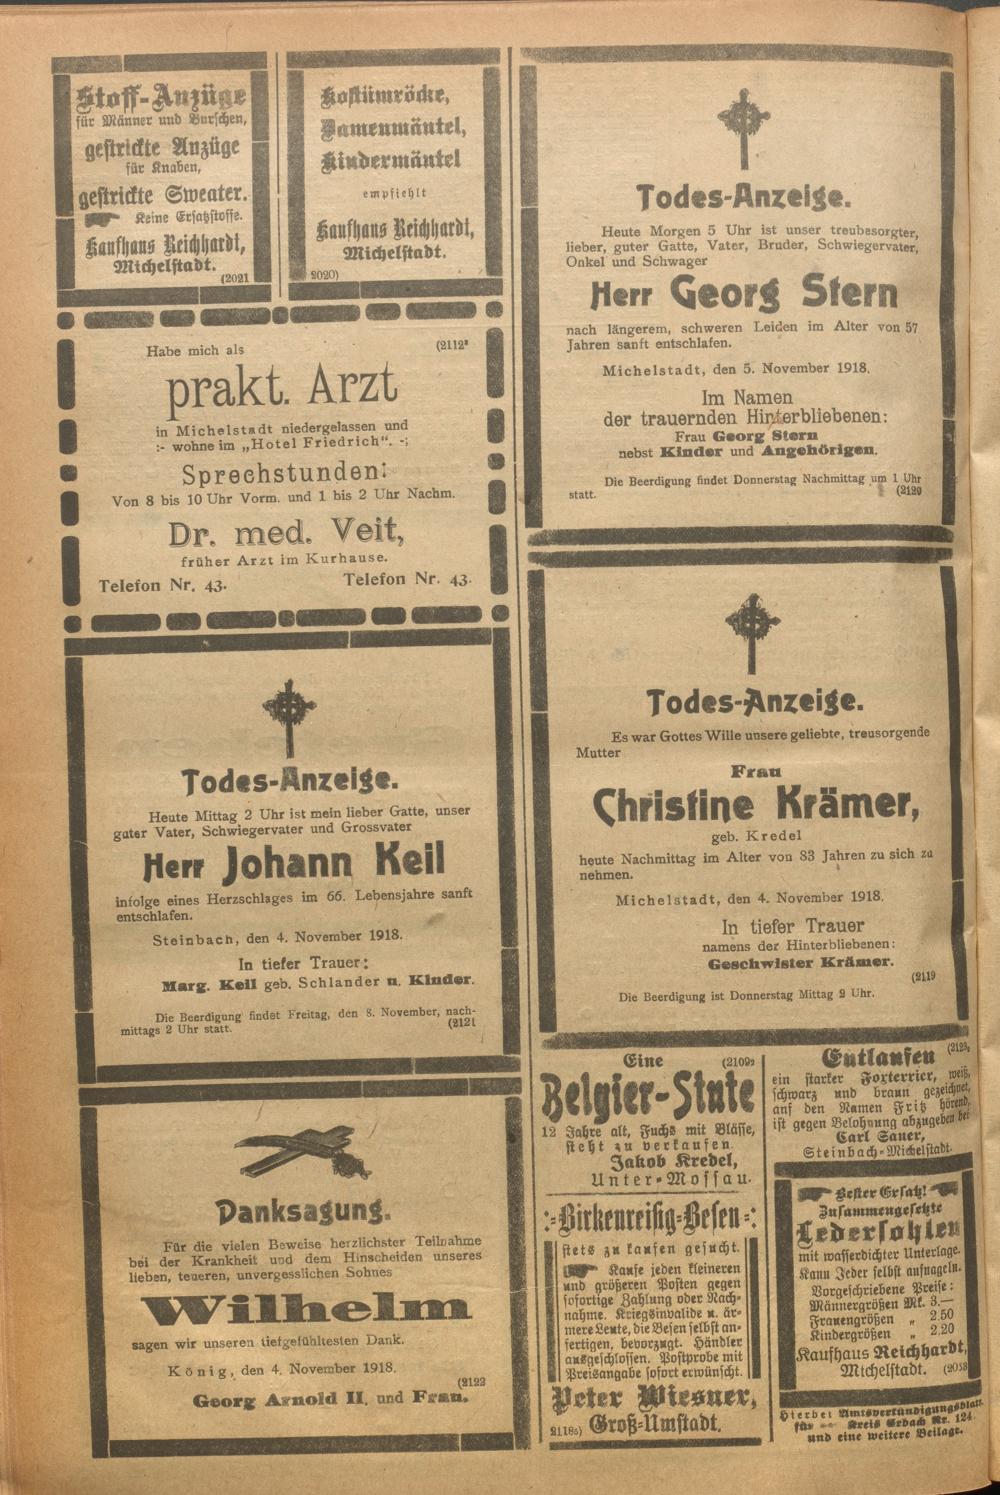 Stoff-Anzüge
für Männer und Burschen,
gestrickte Anzüge
für Knaben,
gestrickte Sweater.
Keine Ersatzstoffe.
Kaufhaus Reichhardt,
Michelstadt.
(2021
Kostümröcke,
Damenmäntel,
Kindermäntel
empfiehlt
Kaufhaus Reichhardt,
Michelstadt.
2020)
Habe mich als (2112*
prakt. Arzt
in Michelstadt niedergelassen und
:- wohne im „Hotel Friedrich“. -:
Sprechstunden:
Von 8 bis 10 Uhr Vorm. und 1 bis 2 Uhr Nachm.
Dr. med. Veit,
früher Arzt im Kurhause.
Telefon Nr. 43. Telefon Nr. 43.
Todes-Anzeige.
Heute Mittag 2 Uhr ist mein lieber Gatte, unser
guter Vater, Schwiegervater und Grossvater
Herr Johann Keil
infolge eines Herzschlages im 66. Lebensjahre sanft
entschlafen.
Steinbach, den 4. November 1918.
In tiefer Trauer:
Marg. Keil geb. Schlander u. Kinder.
Die Beerdigung findet Freitag, den 8. November, nach-
mittags 2 Uhr statt. (2121
Danksagung.
Für die vielen Beweise herzlichster Teilnahme
bei der Krankheit und dem Hinscheiden unseres
lieben, teueren, unvergesslichen Sohnes
Wilhelm
sagen wir unseren tiefgefühltesten Dank.
König, den 4. November 1918.
(2122
Georg Arnold II. und Frau.
Todes-Anzeige.
Heute Morgen 5 Uhr ist unser treubesorgter,
lieber, guter Gatte, Vater, Bruder, Schwiegervater,
Onkel und Schwager
Herr Georg Stern
nach längerem, schweren Leiden im Alter von 57
Jahren sanft entschlafen.
Michelstadt, den 5. November 1918.
Im Namen
der trauernden Hinterbliebenen:
Frau Georg Stern
nebst Kinder und Angehörigen.
Die Beerdigung findet Donnerstag Nachmittag um 1 Uhr
statt. (2120
Todes-Anzeige.
Es war Gottes Wille unsere geliebte, treusorgende
Mutter
Frau
Christine Krämer,
geb. Kredel
heute Nachmittag im Alter von 83 Jahren zu sich zu
nehmen.
Michelstadt, den 4. November 1918.
In tiefer Trauer
namens der Hinterbliebenen:
Geschwister Krämer.
(2119
Die Beerdigung ist Donnerstag Mittag 2 Uhr.
Eine (2109₂
Belgier-Stute
12 Jahre alt, Fuchs mit Blässe,
steht zu verkaufen.
Jakob Kredel,
Unter-Mossau.
:-Birkenreisig-Besen-:
stets zu kaufen gesucht.
Kaufe jeden kleineren
und größeren Posten gegen
sofortige Zahlung oder Nach-
nahme. Kriegsinvalide u. är-
mere Leute, die Besen selbst an-
fertigen, bevorzugt. Händler
ausgeschlossen. Postprobe mit
Preisangabe sofort erwünscht.
Peter Wiesner,
2118₅) Groß-Umstadt.
Entlaufen (2123₂
ein starker Foxterrier, weiß,
schwarz und braun gezeichnet,
auf den Namen Fritz hörend,
ist gegen Belohnung abzugeben bei
Carl Sauer,
Steinbach-Michelstadt.
Bester Ersatz!
Zusammengesetzte
Ledersohlen
mit wasserdichter Unterlage.
Kann Jeder selbst aufnageln.
Vorgeschriebene Preise:
Männergrößen Mk. 3.—
Frauengrößen „ 2.50
Kindergrößen „ 2.20
Kaufhaus Reichhardt,
Michelstadt. (2053
Hierbei Amtsverkündigungsblatt
für Kreis Erbach Nr. 124
und eine weitere Beilage.